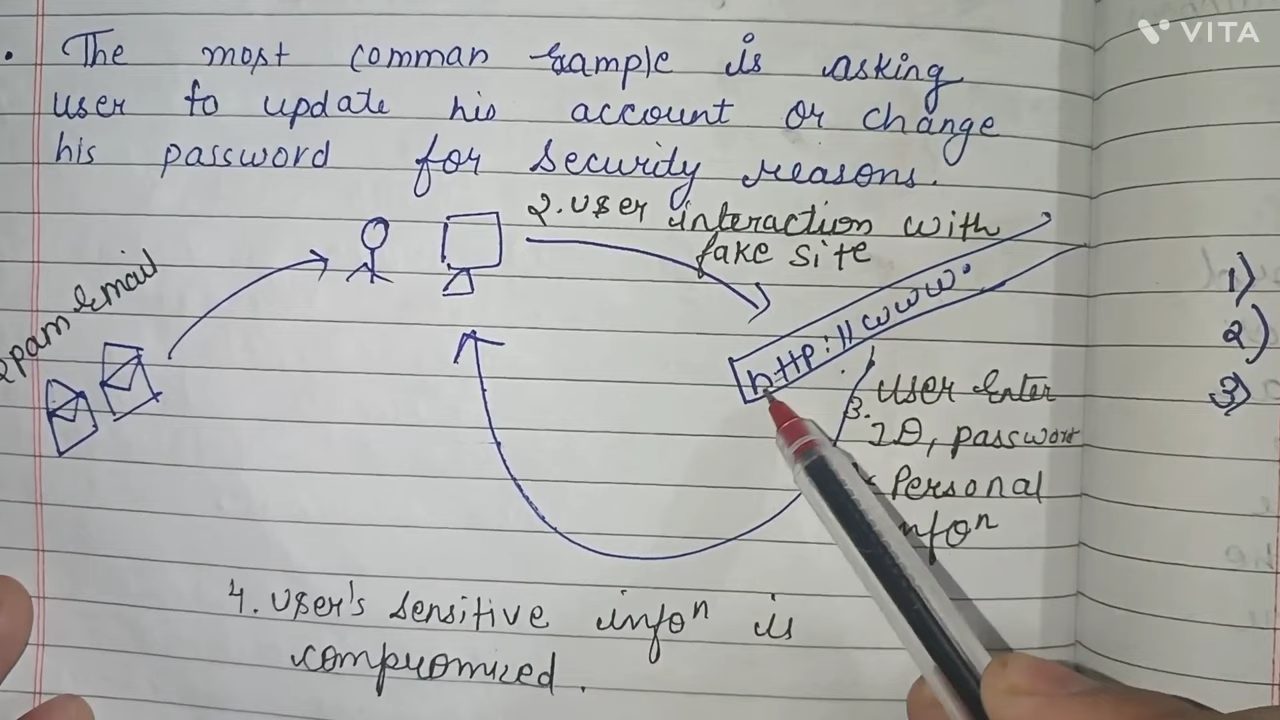 VITA
. The most comman Example is asking
user to update his account or change
his password for security reasons.
2. User interaction with
fake site
spam Email
http://www.
3. User Enter
ID, password
Personal
infoⁿ
4. User's sensitive infoⁿ is
compromized.
1)
2)
3)